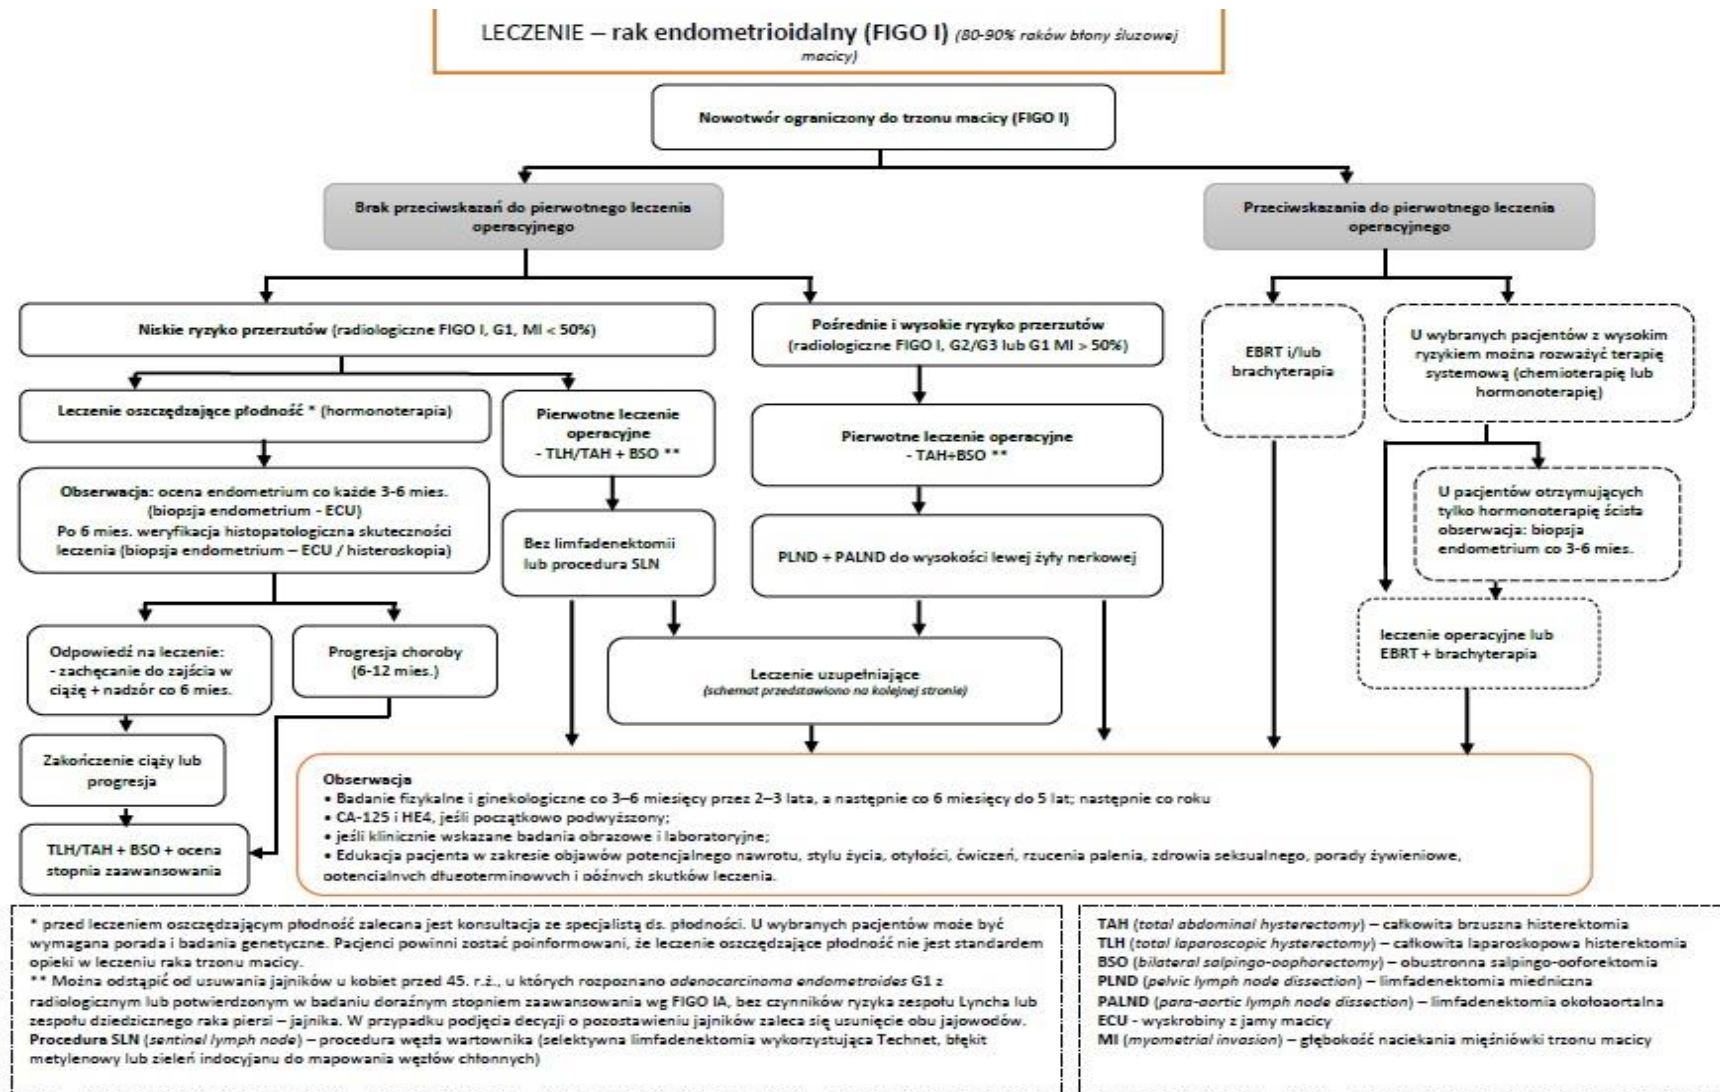 LECZENIE – rak endometrioidalny (FIGO I) (80-90% raków błony śluzowej
macicy)
Nowotwór ograniczony do trzonu macicy (FIGO I)
Brak przeciwskazań do pierwotnego leczenia
operacyjnego
Przeciwskazania do pierwotnego leczenia
operacyjnego
Niskie ryzyko przerzutów (radiologiczne FIGO I, G1, MI < 50%)
Pośrednie i wysokie ryzyko przerzutów
(radiologiczne FIGO I, G2/G3 lub G1 MI > 50%)
EBRT i/lub
brachyterapia
U wybranych pacjentów z wysokim
ryzykiem można rozważyć terapię
systemową (chemioterapię lub
hormonoterapię)
Leczenie oszczędzające płodność * (hormonoterapia)
Pierwotne leczenie
operacyjne
- TLH/TAH + BSO **
Pierwotne leczenie operacyjne
- TAH+BSO **
Obserwacja: ocena endometrium co każde 3-6 mies.
(biopsja endometrium - ECU)
Po 6 mies. weryfikacja histopatologiczna skuteczności
leczenia (biopsja endometrium – ECU / histeroskopia)
Bez limfadenektomii
lub procedura SLN
PLND + PALND do wysokości lewej żyły nerkowej
U pacjentów otrzymujących
tylko hormonoterapię ścisła
obserwacja: biopsja
endometrium co 3-6 mies.
Odpowiedź na leczenie:
- zachęcanie do zajścia w
ciążę + nadzór co 6 mies.
Progresja choroby
(6-12 mies.)
Leczenie uzupełniające
(schemat przedstawiono na kolejnej stronie)
leczenie operacyjne lub
EBRT + brachyterapia
Zakończenie ciąży lub
progresja
TLH/TAH + BSO + ocena
stopnia zaawansowania
Obserwacja
• Badanie fizykalne i ginekologiczne co 3–6 miesięcy przez 2–3 lata, a następnie co 6 miesięcy do 5 lat; następnie co roku
• CA-125 i HE4, jeśli początkowo podwyższony;
• jeśli klinicznie wskazane badania obrazowe i laboratoryjne;
• Edukacja pacjenta w zakresie objawów potencjalnego nawrotu, stylu życia, otyłości, ćwiczeń, rzucenia palenia, zdrowia seksualnego, porady żywieniowe,
potencjalnych długoterminowych i późnych skutków leczenia.
* przed leczeniem oszczędzającym płodność zalecana jest konsultacja ze specjalistą ds. płodności. U wybranych pacjentów może być
wymagana porada i badania genetyczne. Pacjenci powinni zostać poinformowani, że leczenie oszczędzające płodność nie jest standardem
opieki w leczeniu raka trzonu macicy.
** Można odstąpić od usuwania jajników u kobiet przed 45. r.ż., u których rozpoznano adenocarcinoma endometroides G1 z
radiologicznym lub potwierdzonym w badaniu doraźnym stopniem zaawansowania wg FIGO IA, bez czynników ryzyka zespołu Lyncha lub
zespołu dziedzicznego raka piersi – jajnika. W przypadku podjęcia decyzji o pozostawieniu jajników zaleca się usunięcie obu jajowodów.
Procedura SLN (sentinel lymph node) – procedura węzła wartownika (selektywna limfadenektomia wykorzystująca Technet, błękit
metylenowy lub zieleń indocyjanu do mapowania węzłów chłonnych)
TAH (total abdominal hysterectomy) – całkowita brzuszna histerektomia
TLH (total laparoscopic hysterectomy) – całkowita laparoskopowa histerektomia
BSO (bilateral salpingo-oophorectomy) – obustronna salpingo-ooforektomia
PLND (pelvic lymph node dissection) – limfadenektomia miedniczna
PALND (para-aortic lymph node dissection) – limfadenektomia okołoaortalna
ECU - wyskrobiny z jamy macicy
MI (myometrial invasion) – głębokość naciekania mięśniówki trzonu macicy